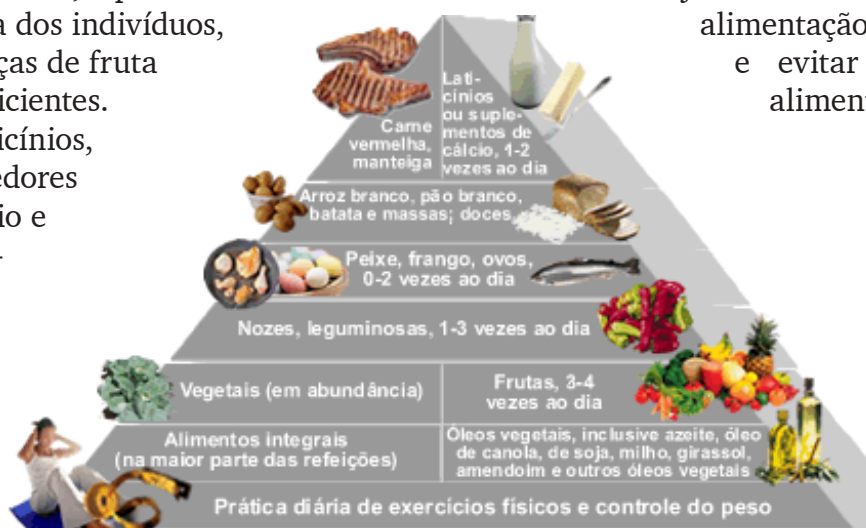 a dos indivíduos,
ças de fruta
icientes.
icínios,
edores
io e
alimentação
e evitar
aliment
Carne
vermelha,
manteiga
Lati-
cínios
ou suple-
mentos de
cálcio, 1-2
vezes ao dia
Arroz branco, pão branco,
batata e massas; doces
Peixe, frango, ovos,
0-2 vezes ao dia
Nozes, leguminosas, 1-3 vezes ao dia
Vegetais (em abundância)
Frutas, 3-4
vezes ao dia
Alimentos integrais
(na maior parte das refeições)
Óleos vegetais, inclusive azeite, óleo
de canola, de soja, milho, girassol,
amendoim e outros óleos vegetais
Prática diária de exercícios físicos e controle do peso